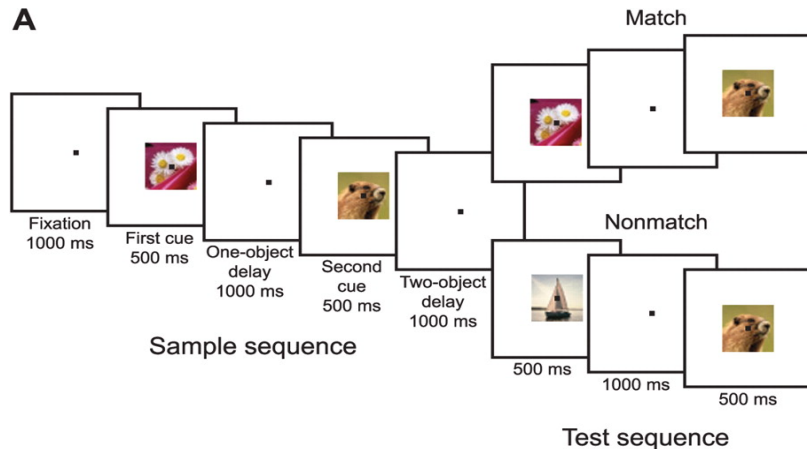 A
Match
Fixation
1000 ms
First cue
500 ms
One-object
delay
1000 ms
Second
cue
500 ms
Two-object
delay
1000 ms
Sample sequence
Nonmatch
500 ms
1000 ms
500 ms
Test sequence